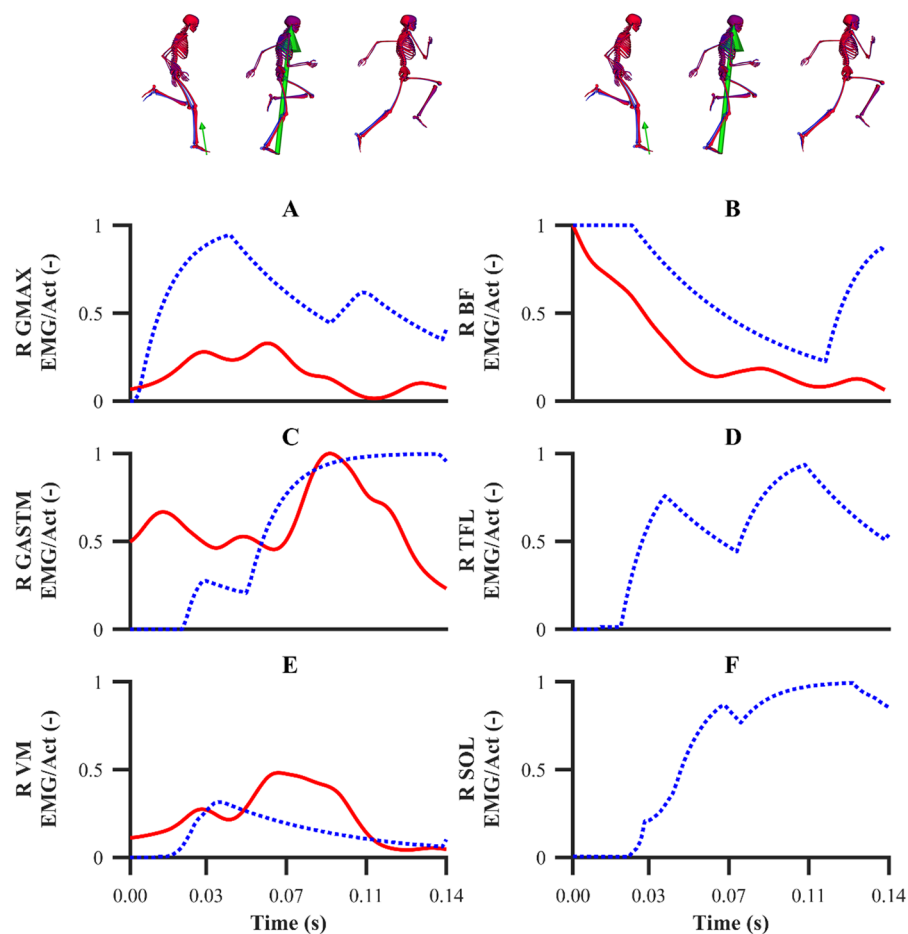 A
B
R GMAX
EMG/Act (-)
1
0.5
0
R BF
EMG/Act (-)
1
0.5
0
C
D
R GASTM
EMG/Act (-)
1
0.5
0
R TFL
EMG/Act (-)
1
0.5
0
E
F
R VM
EMG/Act (-)
1
0.5
0
R SOL
EMG/Act (-)
1
0.5
0
0.00 0.03 0.07 0.11 0.14
0.00 0.03 0.07 0.11 0.14
Time (s)
Time (s)